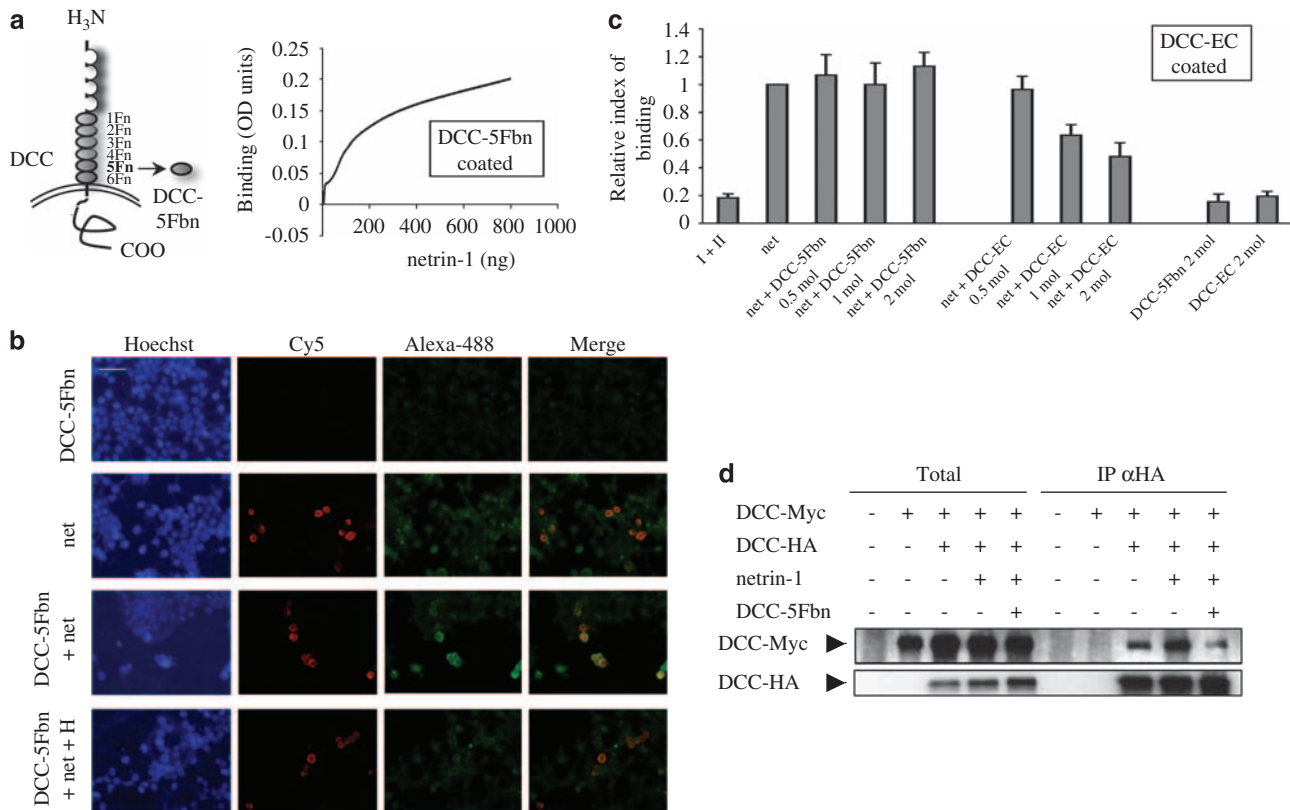 a
H3N
1Fn
2Fn
3Fn
4Fn
5Fn
6Fn
DCC
DCC-
5Fbn
COO
Binding (OD units)
0.25
0.2
0.15
0.1
0.05
0
-0.05
200 400 600 800 1000
netrin-1 (ng)
DCC-5Fbn
coated
c
Relative index of
binding
1.4
1.2
1
0.8
0.6
0.4
0.2
0
DCC-EC
coated
I + II
net
net + DCC-5Fbn
0.5 mol
net + DCC-5Fbn
1 mol
net + DCC-5Fbn
2 mol
net + DCC-EC
0.5 mol
net + DCC-EC
1 mol
net + DCC-EC
2 mol
DCC-5Fbn 2 mol
DCC-EC 2 mol
b
Hoechst Cy5 Alexa-488 Merge
DCC-5Fbn
net
DCC-5Fbn
+ net
DCC-5Fbn
+ net + H
d
Total IP αHA
DCC-Myc - + + + + - + + + +
DCC-HA - - + + + - - + + +
netrin-1 - - - + + - - - + +
DCC-5Fbn - - - - + - - - - +
DCC-Myc
DCC-HA